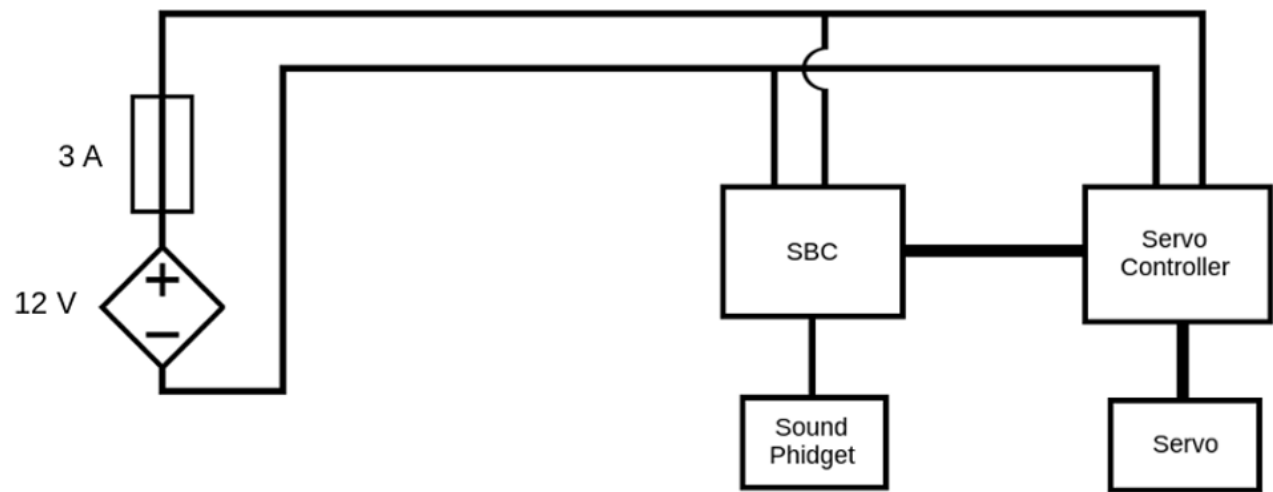 3 A
12 V
+
−
SBC
Servo
Controller
Sound
Phidget
Servo